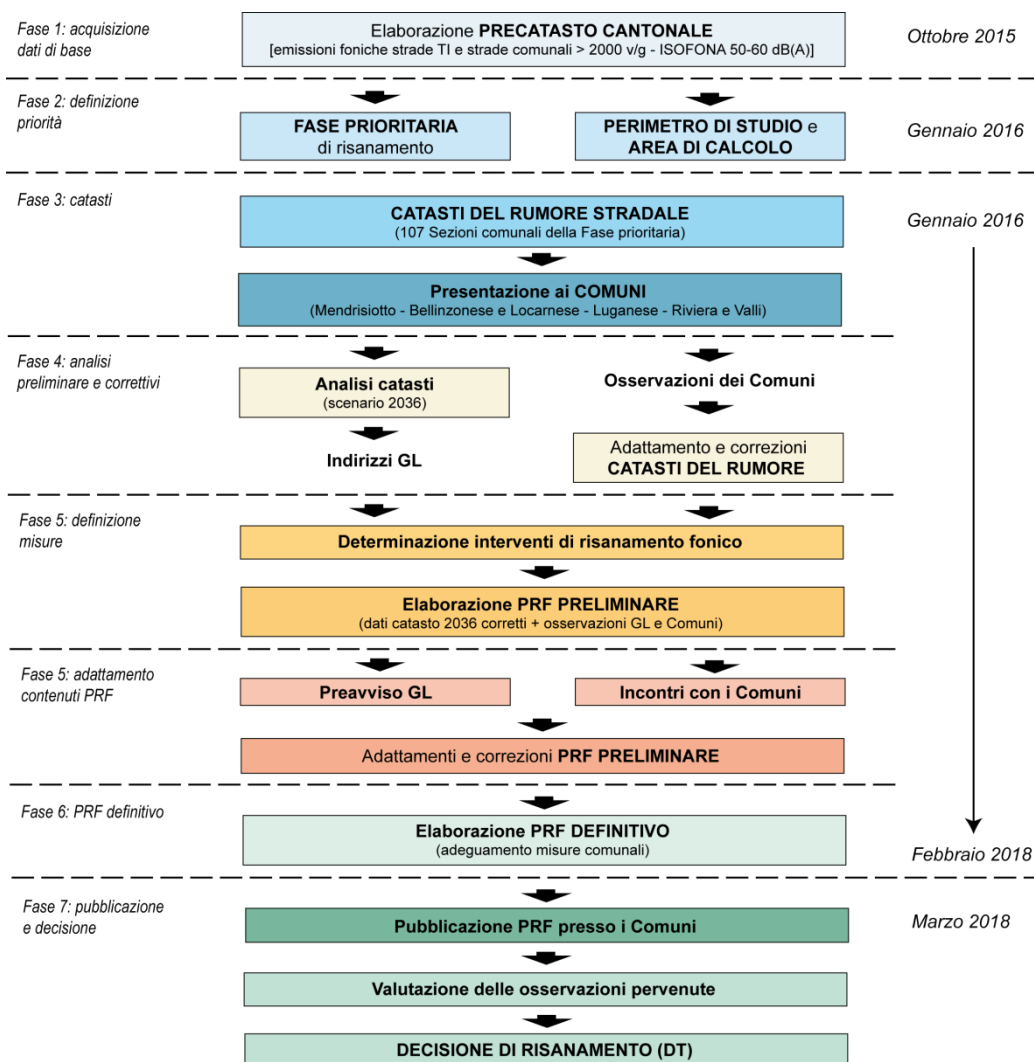 Fase 1: acquisizione
dati di base
Elaborazione PRECATASTO CANTONALE
[emissioni foniche strade TI e strade comunali > 2000 v/g - ISOFONA 50-60 dB(A)]
Ottobre 2015
Fase 2: definizione
priorità
FASE PRIORITARIA
di risanamento
PERIMETRO DI STUDIO e
AREA DI CALCOLO
Gennaio 2016
Fase 3: catasti
CATASTI DEL RUMORE STRADALE
(107 Sezioni comunali della Fase prioritaria)
Gennaio 2016
Presentazione ai COMUNI
(Mendrisiotto - Bellinzonese e Locarnese - Luganese - Riviera e Valli)
Fase 4: analisi
preliminare e correttivi
Analisi catasti
(scenario 2036)
Osservazioni dei Comuni
Indirizzi GL
Adattamento e correzioni
CATASTI DEL RUMORE
Fase 5: definizione
misure
Determinazione interventi di risanamento fonico
Elaborazione PRF PRELIMINARE
(dati catasto 2036 corretti + osservazioni GL e Comuni)
Fase 5: adattamento
contenuti PRF
Preavviso GL
Incontri con i Comuni
Adattamenti e correzioni PRF PRELIMINARE
Fase 6: PRF definitivo
Elaborazione PRF DEFINITIVO
(adeguamento misure comunali)
Febbraio 2018
Fase 7: pubblicazione
e decisione
Pubblicazione PRF presso i Comuni
Marzo 2018
Valutazione delle osservazioni pervenute
DECISIONE DI RISANAMENTO (DT)